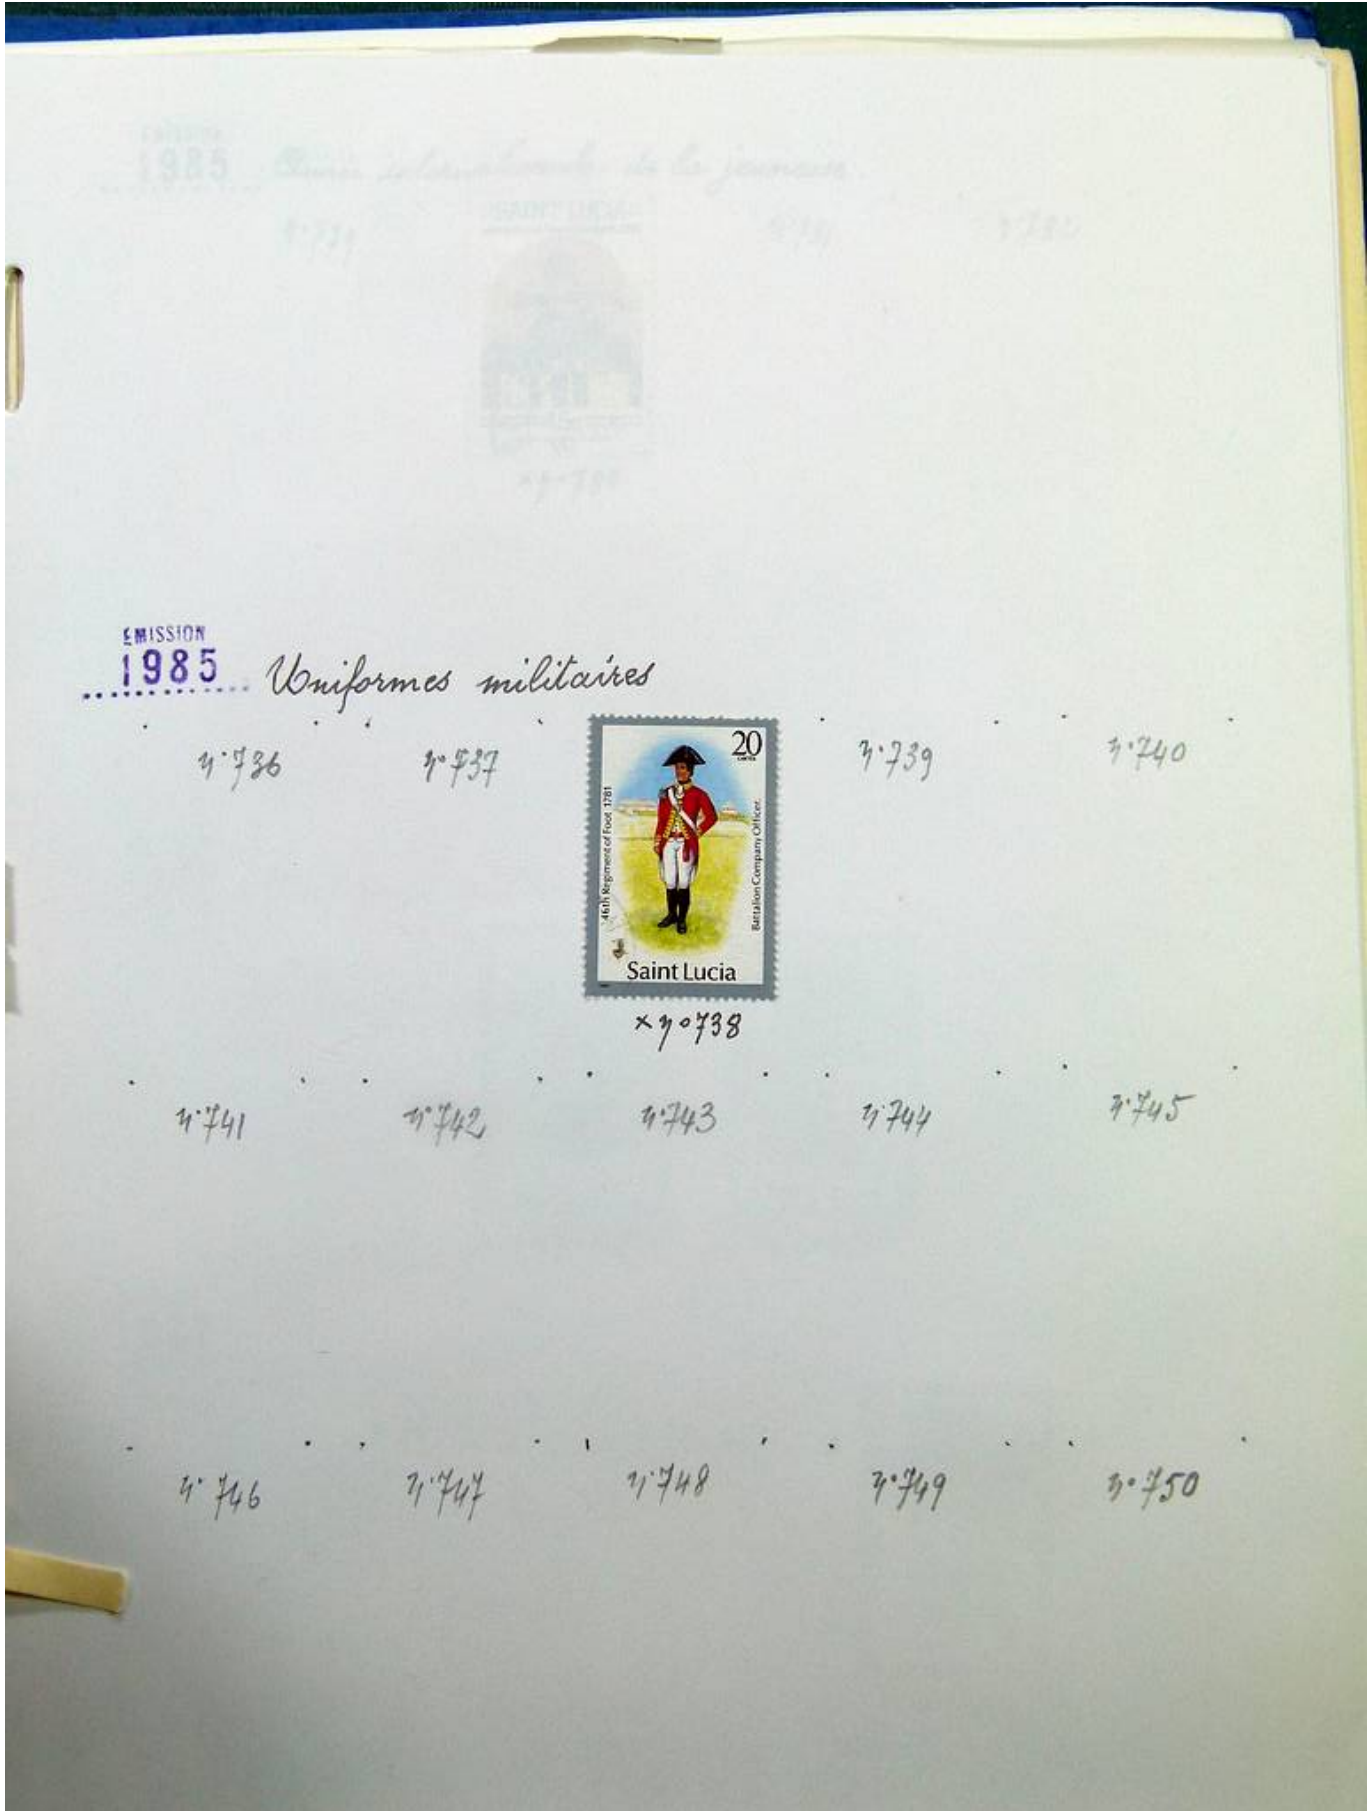 EMISSION
1985 Uniformes militaires
n°736 n°737 n°739 n°740
20
CENTS
46th Regiment of Foot 1781
Battalion Company Officer.
Saint Lucia
x n°738
n°741 n°742 n°743 n°744 n°745
n°746 n°747 n°748 n°749 n°750